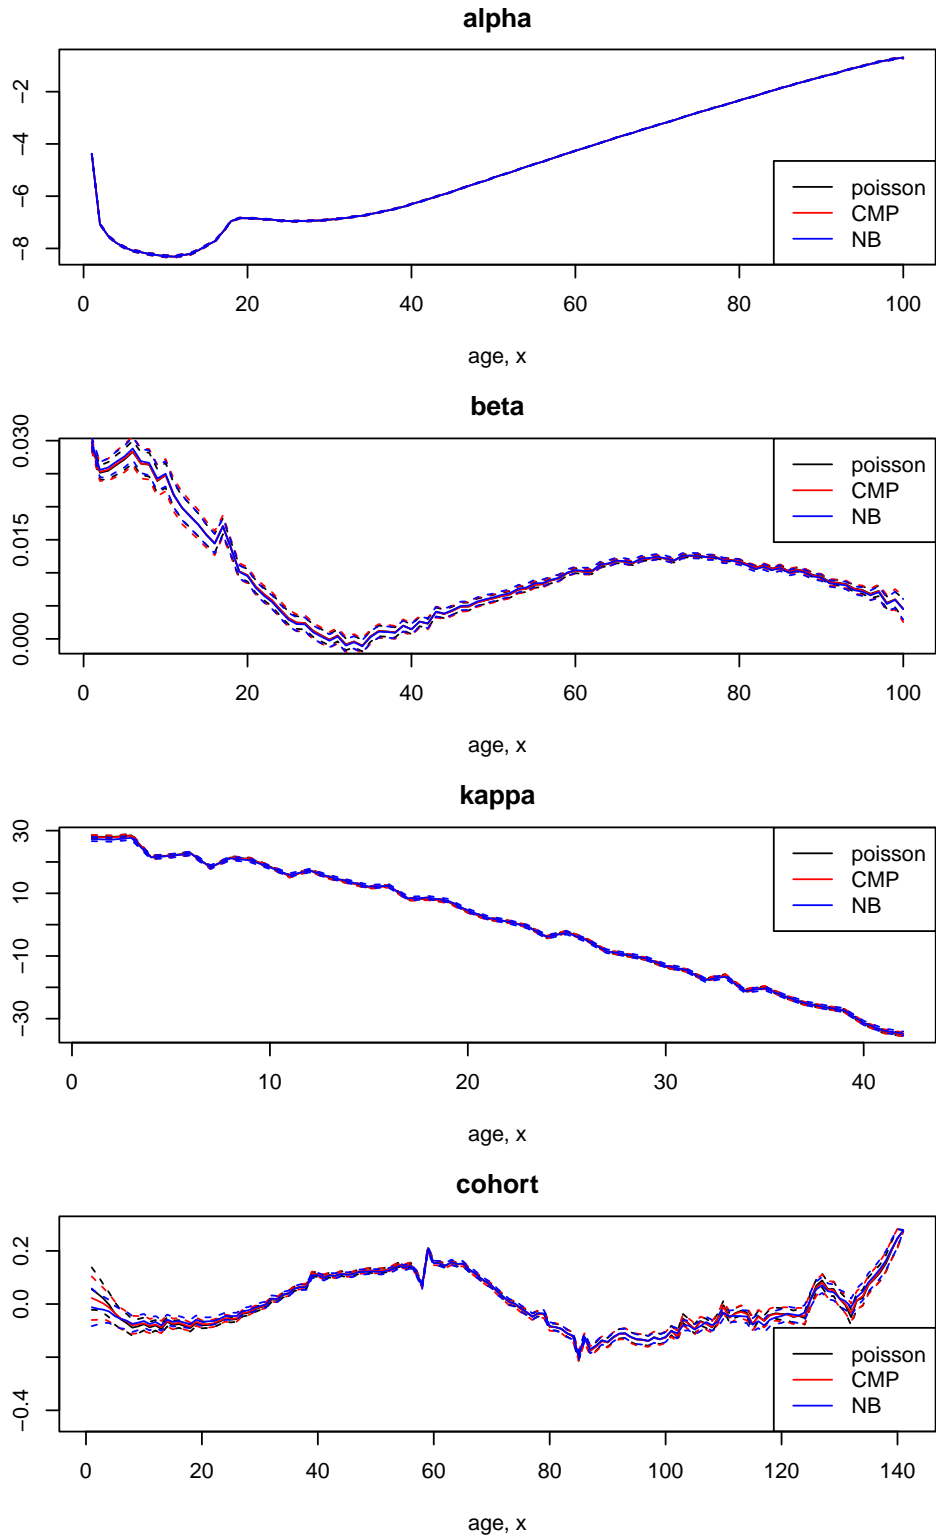 alpha
−2
−4
−6
−8
poisson
CMP
NB
0 20 40 60 80 100
age, x
beta
0.030
0.015
0.000
poisson
CMP
NB
0 20 40 60 80 100
age, x
kappa
30
10
−10
−30
poisson
CMP
NB
0 10 20 30 40
age, x
cohort
0.2
0.0
−0.4
poisson
CMP
NB
0 20 40 60 80 100 120 140
age, x